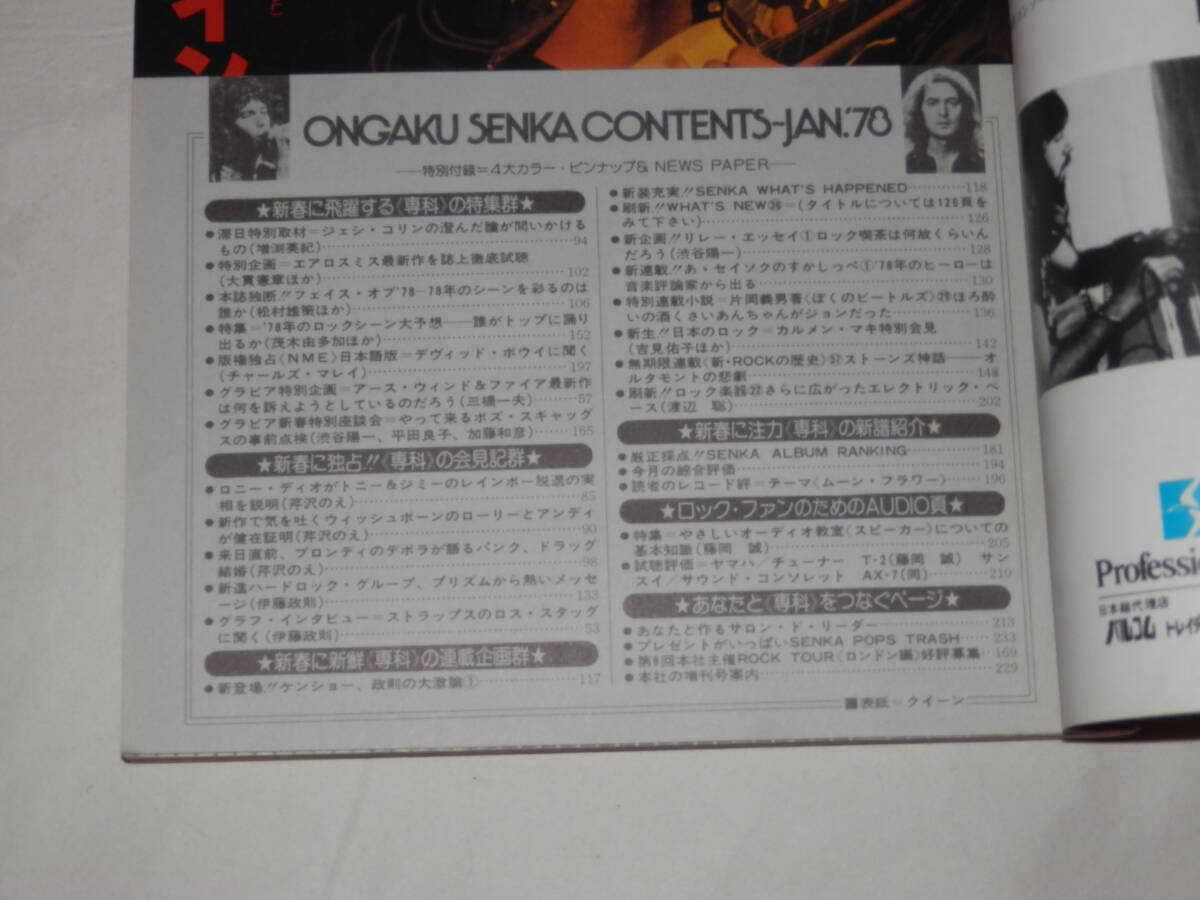 イン
ONGAKU SENKA CONTENTS-JAN.'78
特別付録=4大カラー・ピンナップ& NEWS PAPER
★新春に飛躍する《専科》の特集群★
●滞日特別取材=ジェシ・コリンの澄んだ瞳が問いかける
もの(増渕英紀)……94
●特別企画=エアロスミス最新作を誌上徹底試聴
(大貫憲章ほか)……102
●本誌独断!!フェイス・オブ'78—78年のシーンを彩るのは
誰か(松村雄策ほか)……106
●特集='78年のロックシーン大予想——誰がトップに踊り
出るか(茂木由多加ほか)……152
●版権独占〈NME〉日本語版=デヴィッド・ボウイに聞く
(チャールズ・マレイ)……197
●グラビア特別企画=アース・ウィンド&ファイア最新作
は何を訴えようとしているのだろう(三橋一夫)……57
●グラビア新春特別座談会=やって来るボズ・スギャッグ
スの事前点検(渋谷陽一、平田良子、加藤和彦)……165
★新春に独占!!《専科》の会見記群★
●ロニー・ディオがトニー&ジミーのレインボー脱退の実
相を説明(芹沢のえ)……85
●新作で気を吐くウィッシュボーンのローリーとアンディ
が健在証明(芹沢のえ)……90
●来日直前、ブロンディのデボラが語るパンク、ドラッグ
結婚(芹沢のえ)……98
●新進ハードロック・グループ、プリズムから熱いメッセ
ージ(伊藤政則)……133
●グラフ・インタビュー=ストラップスのロス・スタッグ
に聞く(伊藤政則)……53
★新春に新鮮《専科》の連載企画群★
●新登場!!ケンショー、政則の大激論①……117
●新装充実!!SENKA WHAT'S HAPPENED……118
●刷新!!WHAT'S NEW㊴=(タイトルについては126頁を
みて下さい)……126
●新企画!!リレー・エッセイ①ロック喫茶は何故くらいん
だろう(渋谷陽一)……128
●新連載!!あ・セイソクのすかしっぺ①'78年のヒーローは
音楽評論家から出る……130
●特別連載小説=片岡義男著〈ぼくのビートルズ〉㉙ほろ酔
いの酒くさいあんちゃんがジョンだった……136
●新生!!日本のロック=カルメン・マキ特別会見
(吉見佑子ほか)……142
●無期限連載〈新・ROCKの歴史〉57ストーンズ神話——オ
ルタモントの悲劇……148
●刷新!!ロック楽器㉒さらに広がったエレクトリック・ベ
ース(渡辺 聡)……202
★新春に注力《専科》の新譜紹介★
●厳正採点!!SENKA ALBUM RANKING……181
●今月の綜合評価……194
●読者のレコード評=テーマ〈ムーン・フラワー〉……196
★ロック・ファンのためのAUDIO頁★
●特集=やさしいオーディオ教室〈スピーカー〉についての
基本知識(藤岡 誠)……205
●試聴評価=ヤマハ/チューナー T-2(藤岡 誠) サン
スイ/サウンド・コンソレット AX-7(同)……210
★あなたと《専科》をつなぐページ★
●あなたと作るサロン・ド・リーダー……213
●プレゼントがいっぱいSENKA POPS TRASH……233
●第9回本社主催ROCK TOUR〈ロンドン編〉好評募集……169
●本社の増刊号案内……229
■表紙=クイーン
Professi
日本総代理店
パルコム トレイデ